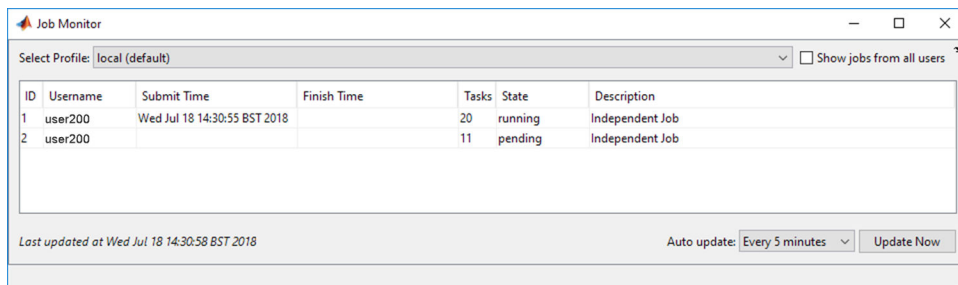 Job Monitor
Select Profile: local (default) Show jobs from all users
ID Username Submit Time Finish Time Tasks State Description
1 user200 Wed Jul 18 14:30:55 BST 2018 20 running Independent Job
2 user200 11 pending Independent Job
Last updated at Wed Jul 18 14:30:58 BST 2018 Auto update: Every 5 minutes Update Now